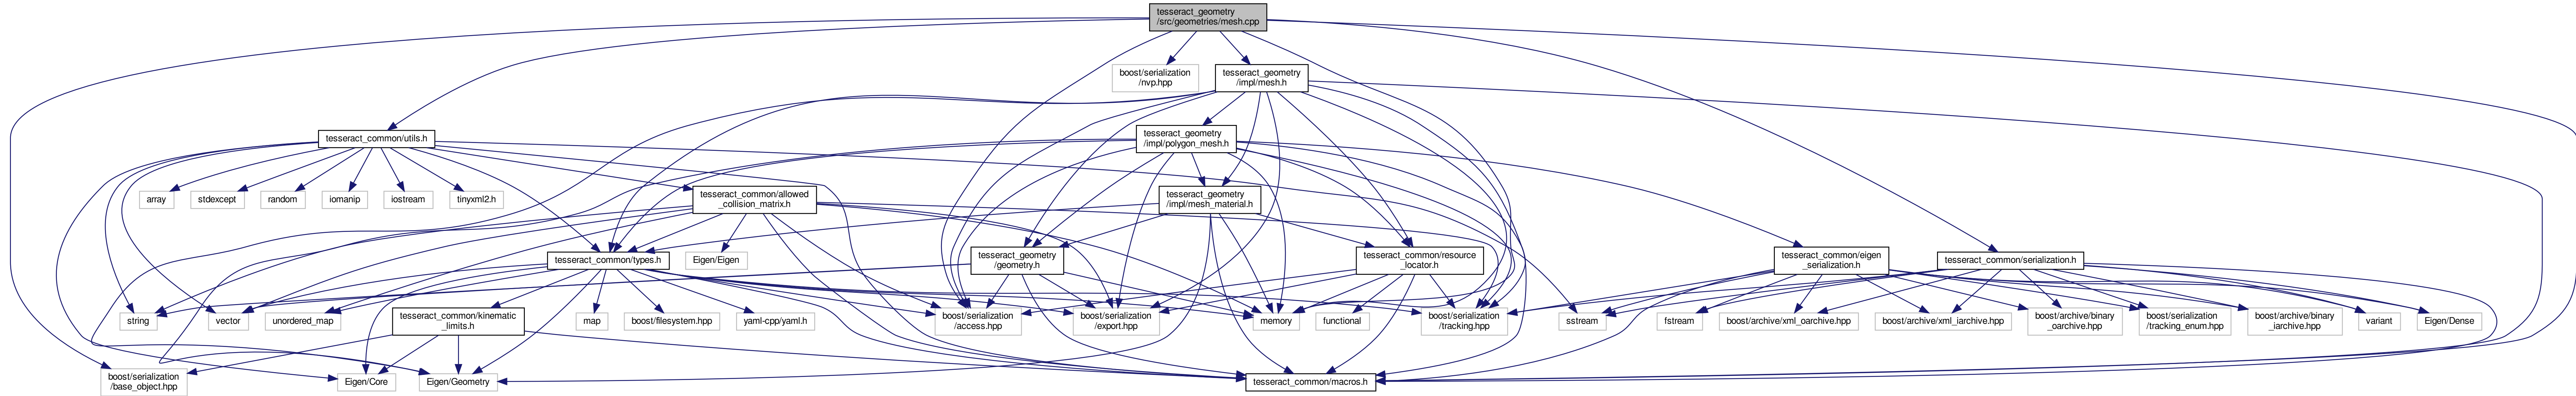 tesseract_geometry
/src/geometries/mesh.cpp
boost/serialization
/nvp.hpp
tesseract_geometry
/impl/mesh.h
tesseract_common/utils.h
tesseract_geometry
/impl/polygon_mesh.h
array
stdexcept
random
iomanip
iostream
tinyxml2.h
tesseract_common/allowed
_collision_matrix.h
tesseract_geometry
/impl/mesh_material.h
tesseract_common/types.h
Eigen/Eigen
tesseract_geometry
/geometry.h
tesseract_common/resource
_locator.h
tesseract_common/eigen
_serialization.h
tesseract_common/serialization.h
string
vector
unordered_map
tesseract_common/kinematic
_limits.h
map
boost/filesystem.hpp
yaml-cpp/yaml.h
boost/serialization
/access.hpp
boost/serialization
/export.hpp
memory
functional
boost/serialization
/tracking.hpp
sstream
fstream
boost/archive/xml_oarchive.hpp
boost/archive/xml_iarchive.hpp
boost/archive/binary
_oarchive.hpp
boost/serialization
/tracking_enum.hpp
boost/archive/binary
_iarchive.hpp
variant
Eigen/Dense
boost/serialization
/base_object.hpp
Eigen/Core
Eigen/Geometry
tesseract_common/macros.h